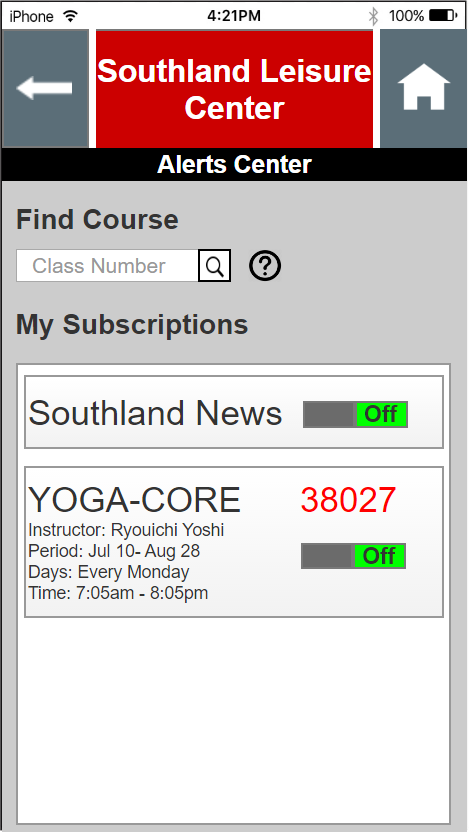 iPhone 4:21PM 100%
Southland Leisure
Center
Alerts Center
Find Course
Class Number
?
My Subscriptions
Southland News Off
YOGA-CORE 38027
Instructor: Ryouichi Yoshi
Period: Jul 10- Aug 28
Off
Days: Every Monday
Time: 7:05am - 8:05pm